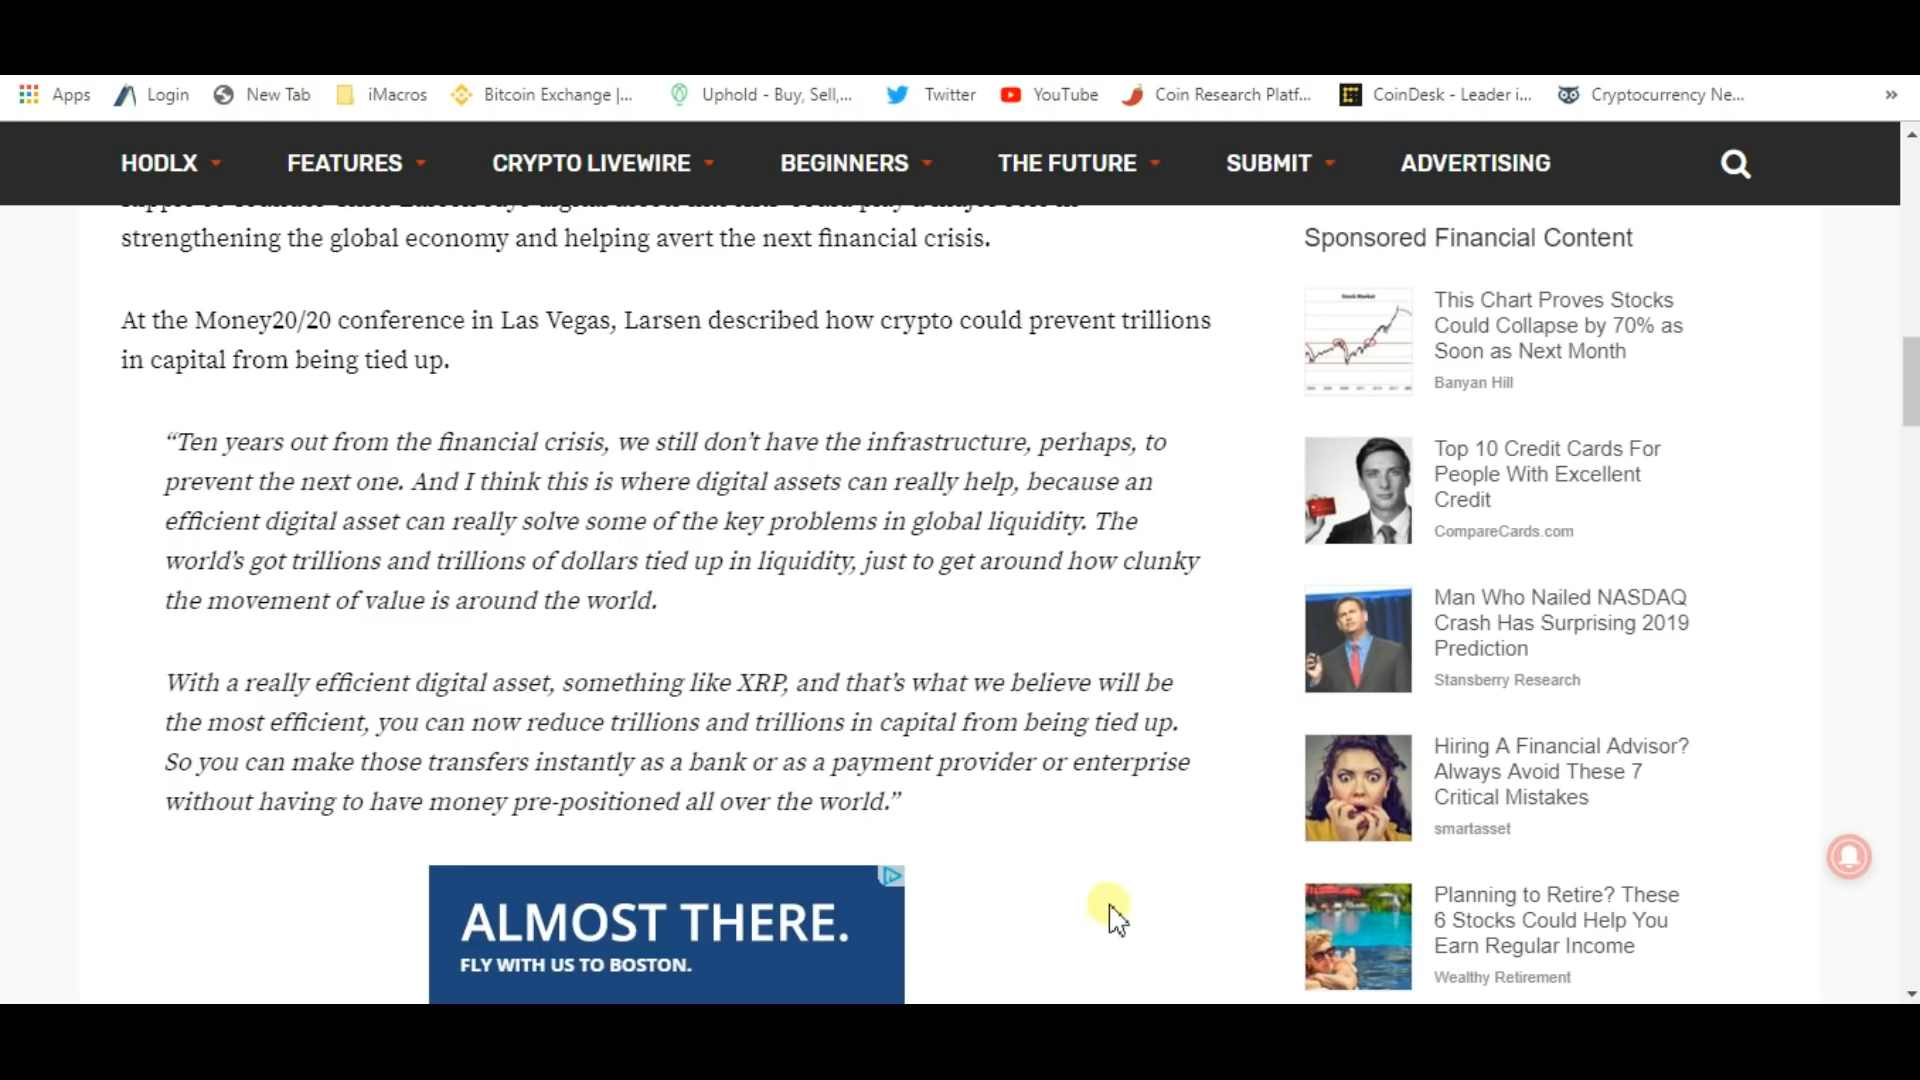 Apps
Login
New Tab
iMacros
Bitcoin Exchange |...
Uphold - Buy, Sell,...
Twitter
YouTube
Coin Research Platf...
CoinDesk - Leader i...
Cryptocurrency Ne...
»
HODLX
FEATURES
CRYPTO LIVEWIRE
BEGINNERS
THE FUTURE
SUBMIT
ADVERTISING
strengthening the global economy and helping avert the next financial crisis.
At the Money20/20 conference in Las Vegas, Larsen described how crypto could prevent trillions
in capital from being tied up.
“Ten years out from the financial crisis, we still don’t have the infrastructure, perhaps, to
prevent the next one. And I think this is where digital assets can really help, because an
efficient digital asset can really solve some of the key problems in global liquidity. The
world’s got trillions and trillions of dollars tied up in liquidity, just to get around how clunky
the movement of value is around the world.
With a really efficient digital asset, something like XRP, and that’s what we believe will be
the most efficient, you can now reduce trillions and trillions in capital from being tied up.
So you can make those transfers instantly as a bank or as a payment provider or enterprise
without having to have money pre-positioned all over the world.”
ALMOST THERE.
FLY WITH US TO BOSTON.
Sponsored Financial Content
Stock Market
This Chart Proves Stocks
Could Collapse by 70% as
Soon as Next Month
Banyan Hill
Top 10 Credit Cards For
People With Excellent
Credit
CompareCards.com
Man Who Nailed NASDAQ
Crash Has Surprising 2019
Prediction
Stansberry Research
Hiring A Financial Advisor?
Always Avoid These 7
Critical Mistakes
smartasset
Planning to Retire? These
6 Stocks Could Help You
Earn Regular Income
Wealthy Retirement